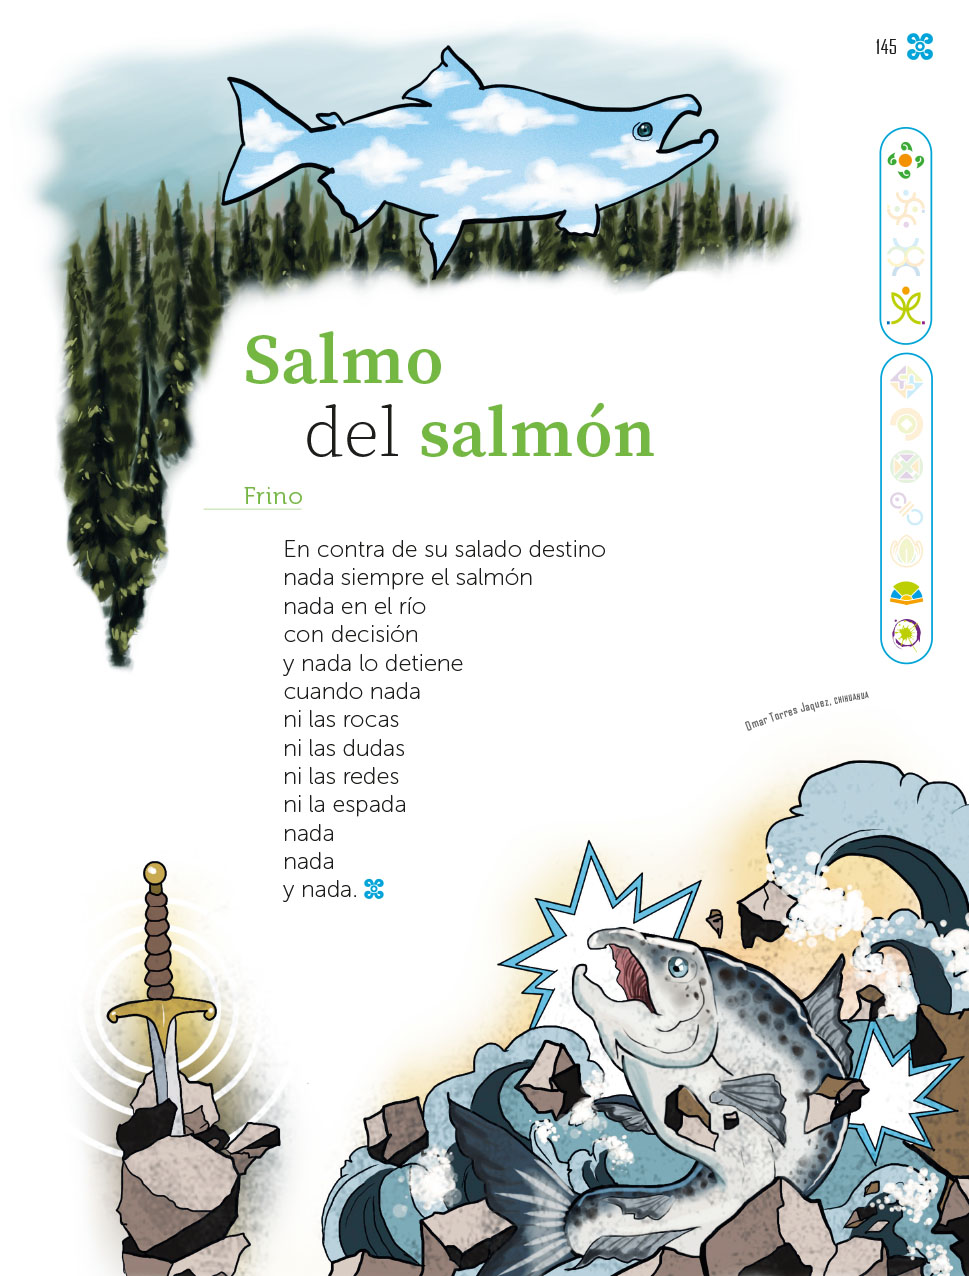 145
Salmo
del salmón
Frino
En contra de su salado destino
nada siempre el salmón
nada en el río
con decisión
y nada lo detiene
cuando nada
ni las rocas
ni las dudas
ni las redes
ni la espada
nada
nada
y nada.
Omar Torres Jaquez, CHIHUAHUA